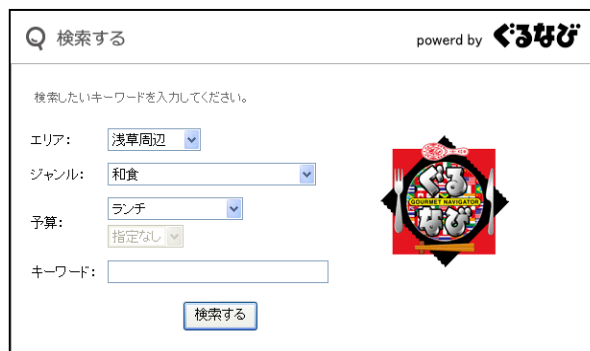 検索する
powerd by ぐるなび
検索したいキーワードを入力してください。
エリア: 浅草周辺
ジャンル: 和食
予算: ランチ
指定なし
キーワード:
検索する
ぐる
GOURMET NAVIGATOR
なび